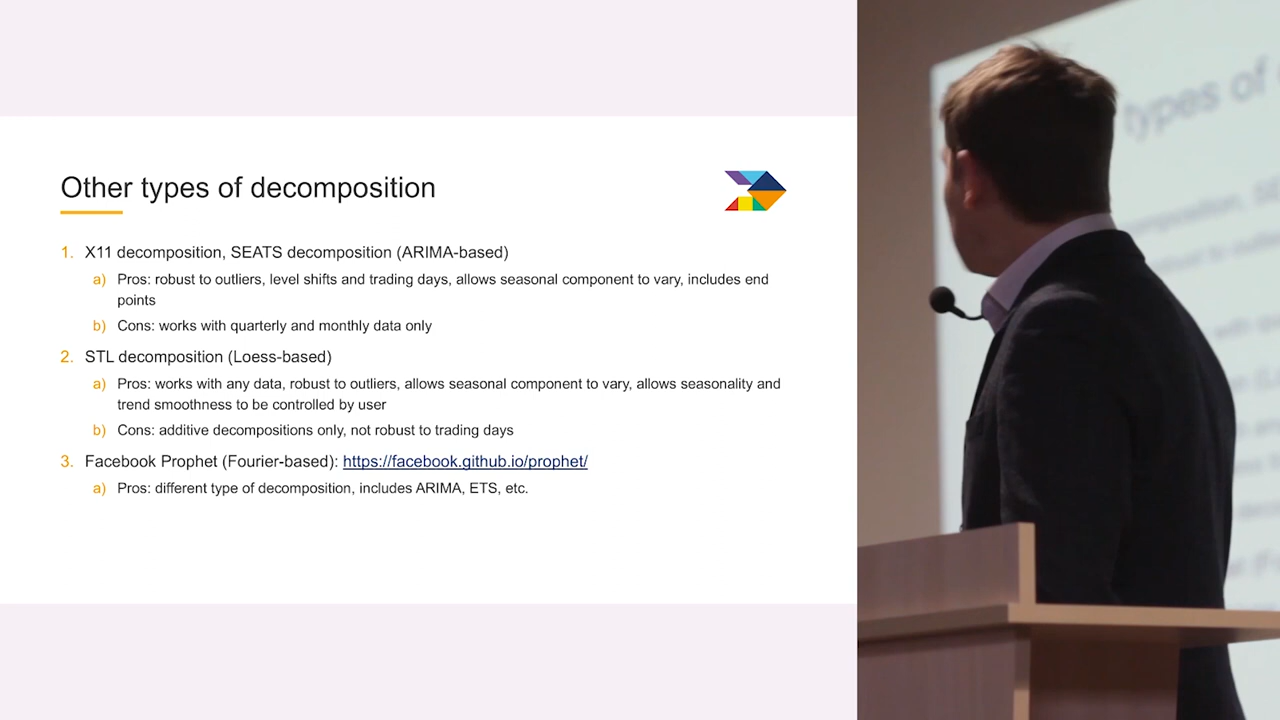 Other types of decomposition
1. X11 decomposition, SEATS decomposition (ARIMA-based)
a) Pros: robust to outliers, level shifts and trading days, allows seasonal component to vary, includes end
points
b) Cons: works with quarterly and monthly data only
2. STL decomposition (Loess-based)
a) Pros: works with any data, robust to outliers, allows seasonal component to vary, allows seasonality and
trend smoothness to be controlled by user
b) Cons: additive decompositions only, not robust to trading days
3. Facebook Prophet (Fourier-based): https://facebook.github.io/prophet/
a) Pros: different type of decomposition, includes ARIMA, ETS, etc.
types of